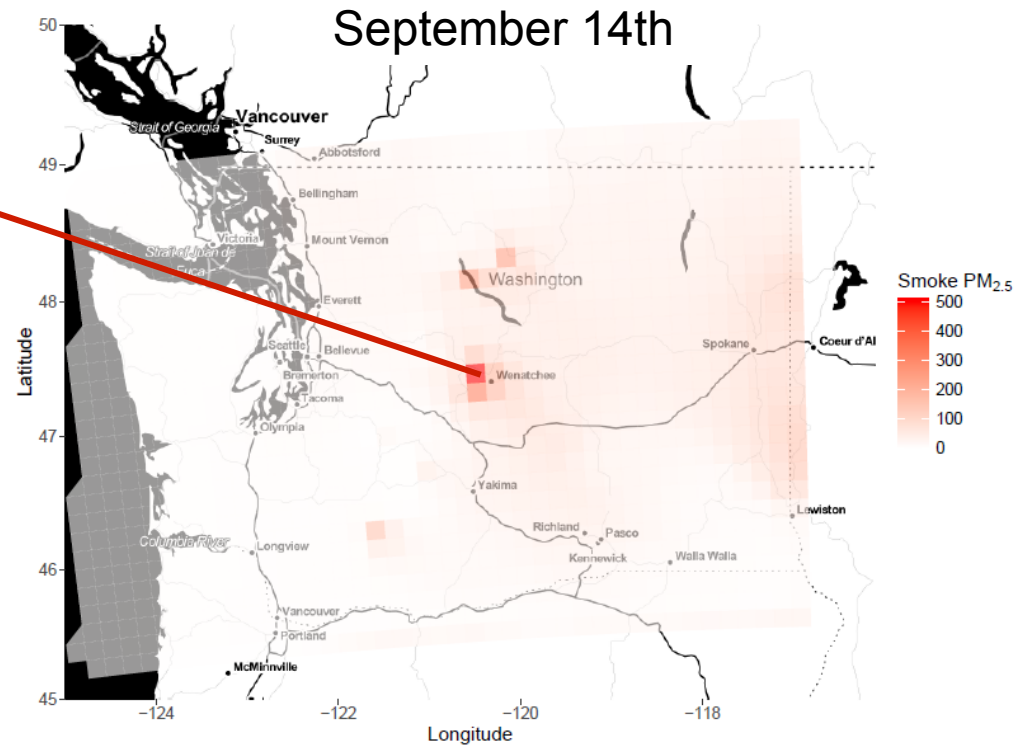 September 14th
50
49
48
47
46
45
Latitude
−124
−122
−120
−118
Longitude
Strait of Georgia
Vancouver
Surrey
Abbotsford
Bellingham
Victoria
Mount Vernon
Strait of Juan de
Fuca
Washington
Everett
Seattle
Bellevue
Bremerton
Tacoma
Wenatchee
Spokane
Coeur d'Al
Olympia
Yakima
Lewiston
Richland
Pasco
Kennewick
Walla Walla
Columbia River
Longview
Vancouver
Portland
McMinnville
Smoke PM2.5
500
400
300
200
100
0